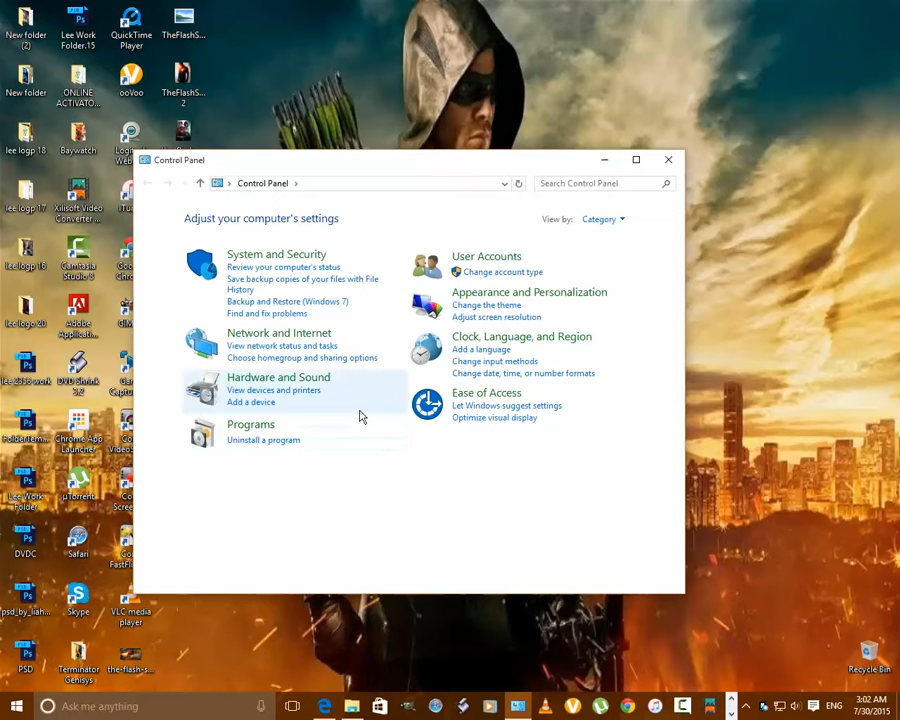 New folder (2)
Lee Work Folder.15
QuickTime Player
TheFlashS...
New folder
ONLINE ACTIVATO...
ooVoo
TheFlashS... 2
lee logp 18
Baywatch
lee logp 17
Xilisoft Video Converter ...
lee logp 16
Camtasia Studio 8
lee logo 20
Adobe Applicati...
lee 2838 work
DVD Shrink 3.2
Chrome App Launcher
Lee Work Folder
µTorrent
DVDC
Safari
psd_by_liah...
Skype
VLC media player
PSD
Terminator Genisys
the-flash-s...
Recycle Bin
Control Panel
Control Panel
Search Control Panel
Adjust your computer's settings
View by: Category
System and Security
Review your computer's status
Save backup copies of your files with File
History
Backup and Restore (Windows 7)
Find and fix problems
Network and Internet
View network status and tasks
Choose homegroup and sharing options
Hardware and Sound
View devices and printers
Add a device
Programs
Uninstall a program
User Accounts
Change account type
Appearance and Personalization
Change the theme
Adjust screen resolution
Clock, Language, and Region
Add a language
Change input methods
Change date, time, or number formats
Ease of Access
Let Windows suggest settings
Optimize visual display
Ask me anything
ENG
3:02 AM
7/30/2015